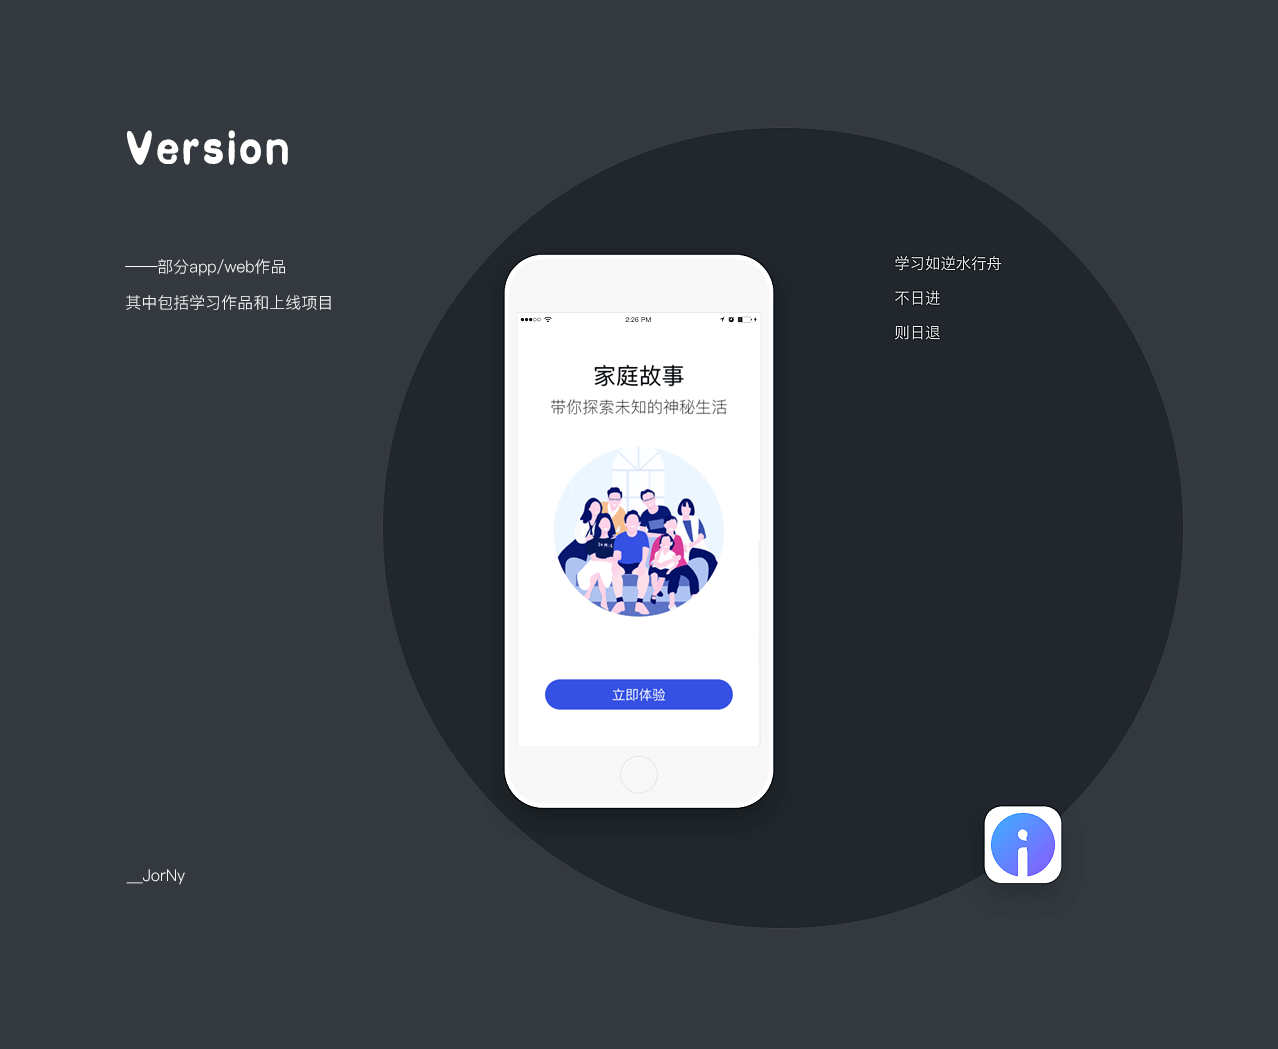 Version
——部分app/web作品
其中包括学习作品和上线项目
学习如逆水行舟
不日进
则日退
2:26 PM
家庭故事
带你探索未知的神秘生活
立即体验
__JorNy